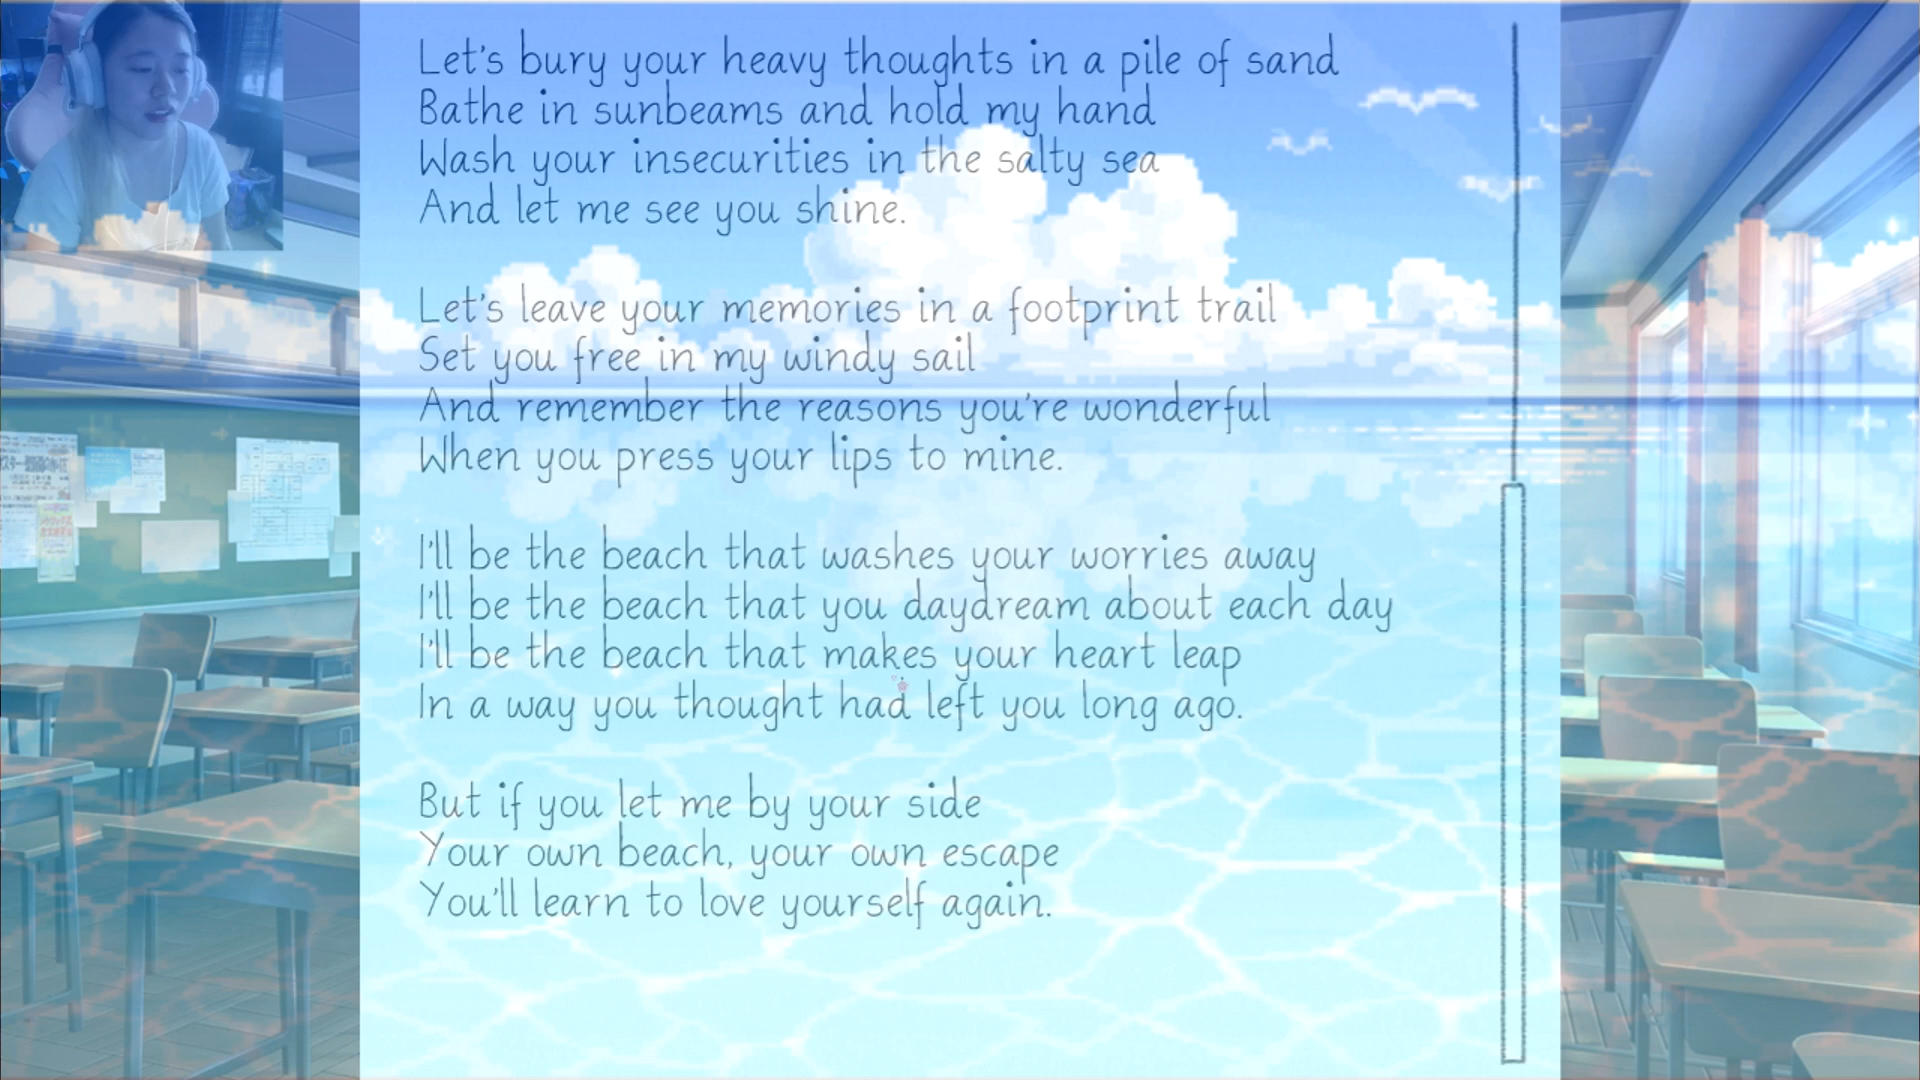 Let's bury your heavy thoughts in a pile of sand
Bathe in sunbeams and hold my hand
Wash your insecurities in the salty sea
And let me see you shine.
Let's leave your memories in a footprint trail
Set you free in my windy sail
And remember the reasons you're wonderful
When you press your lips to mine.
I'll be the beach that washes your worries away
I'll be the beach that you daydream about each day
I'll be the beach that makes your heart leap
In a way you thought had left you long ago.
But if you let me by your side
Your own beach, your own escape
You'll learn to love yourself again.